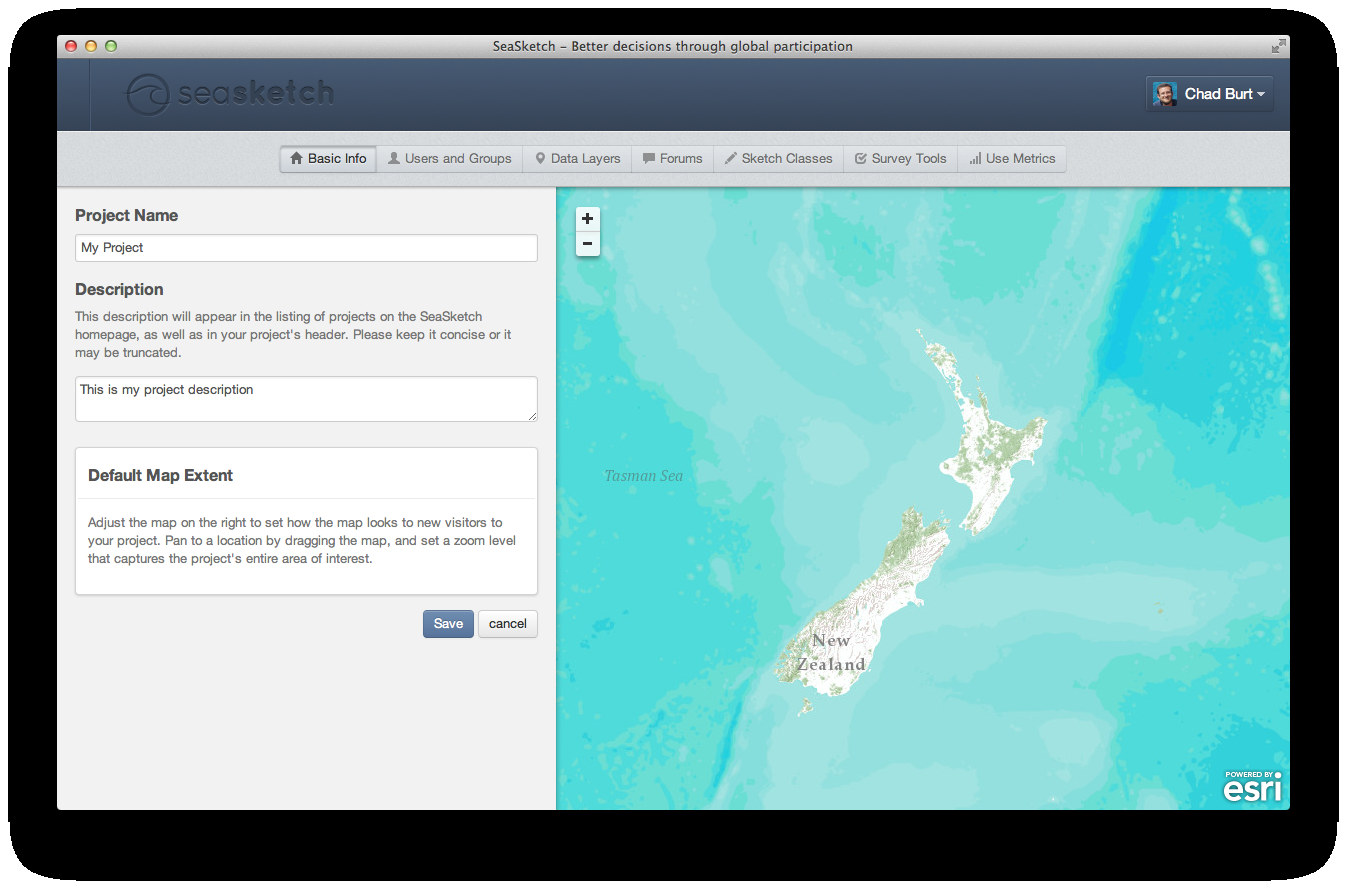 SeaSketch – Better decisions through global participation
seasketch
Chad Burt
Basic Info
Users and Groups
Data Layers
Forums
Sketch Classes
Survey Tools
Use Metrics
Project Name
My Project
Description
This description will appear in the listing of projects on the SeaSketch
homepage, as well as in your project's header. Please keep it concise or it
may be truncated.
This is my project description
Default Map Extent
Adjust the map on the right to set how the map looks to new visitors to
your project. Pan to a location by dragging the map, and set a zoom level
that captures the project's entire area of interest.
Save
cancel
+
−
Tasman Sea
New
Zealand
POWERED BY
esri